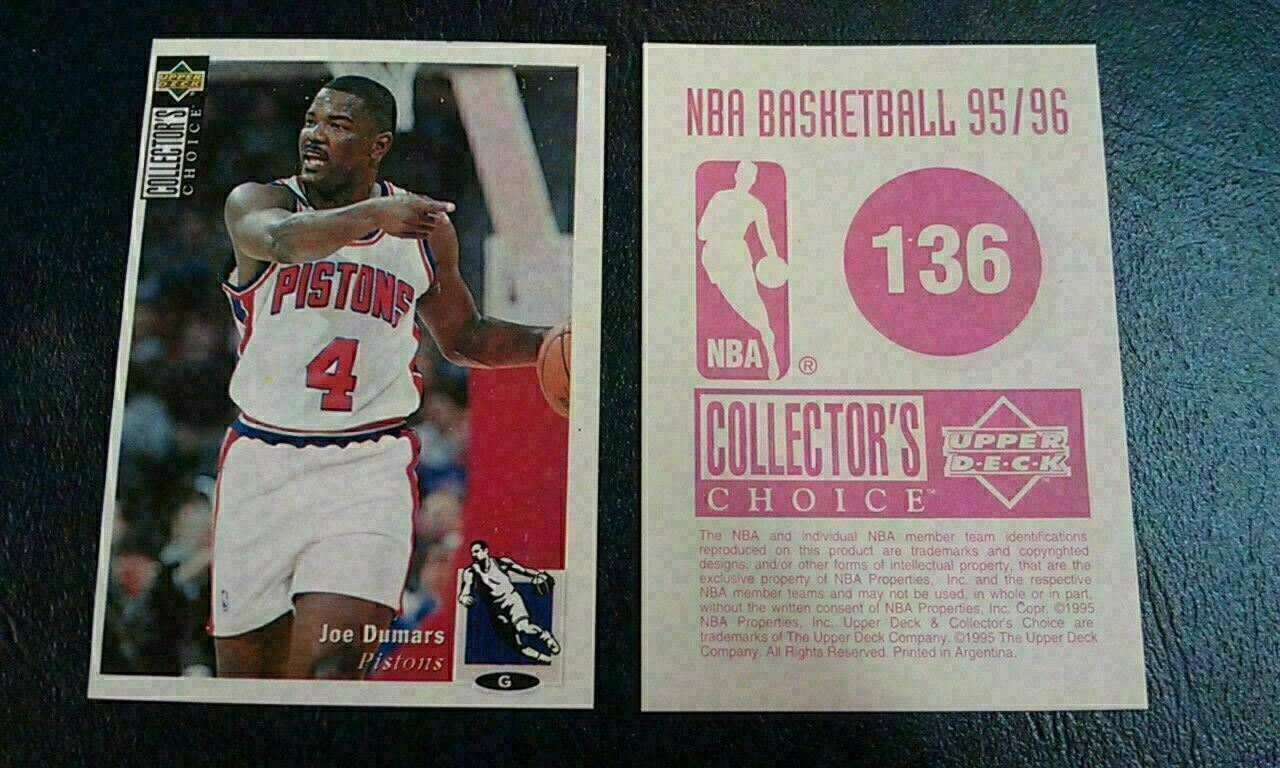 UPPER DECK
COLLECTOR'S
CHOICE™
PISTONS
4
Joe Dumars
Pistons
G
NBA BASKETBALL 95/96
136
NBA ®
COLLECTOR'S
CHOICE™
UPPER
D·E·C·K™
The NBA and individual NBA member team identifications
reproduced on this product are trademarks and copyrighted
designs, and/or other forms of intellectual property, that are the
exclusive property of NBA Properties, Inc. and the respective
NBA member teams and may not be used, in whole or in part,
without the written consent of NBA Properties, Inc. Copr. ©1995
NBA Properties, Inc. Upper Deck & Collector's Choice are
trademarks of The Upper Deck Company. ©1995 The Upper Deck
Company. All Rights Reserved. Printed in Argentina.